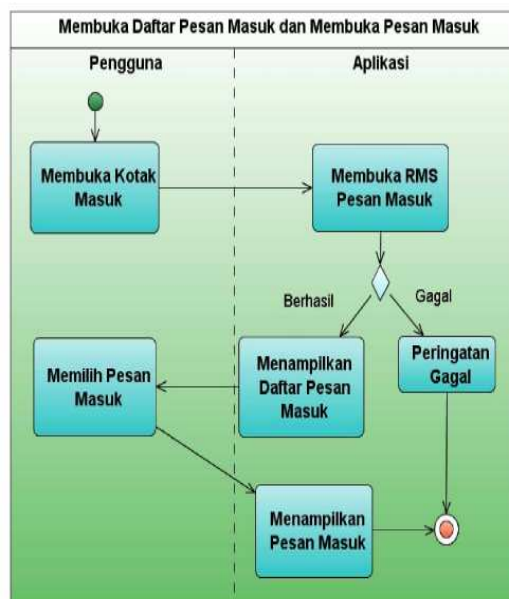 Membuka Daftar Pesan Masuk dan Membuka Pesan Masuk
Pengguna
Aplikasi
Membuka Kotak
Masuk
Membuka RMS
Pesan Masuk
Berhasil
Gagal
Memilih Pesan
Masuk
Menampilkan
Daftar Pesan
Masuk
Peringatan
Gagal
Menampilkan
Pesan Masuk